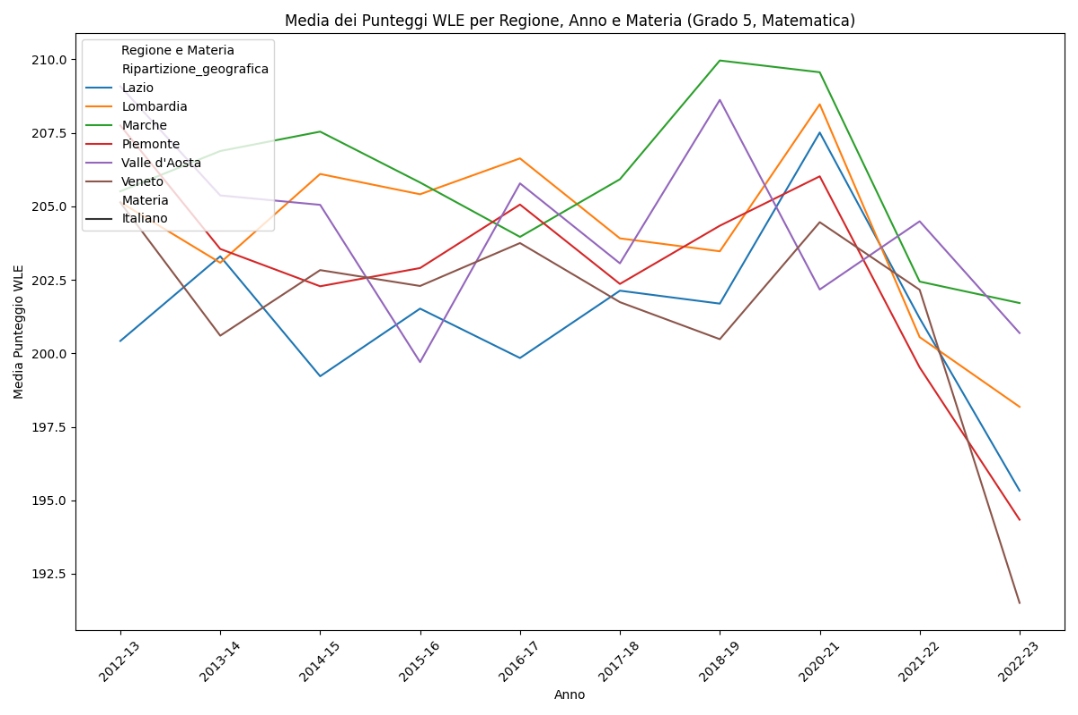 Media dei Punteggi WLE per Regione, Anno e Materia (Grado 5, Matematica)
Regione e Materia
Ripartizione_geografica
Lazio
Lombardia
Marche
Piemonte
Valle d'Aosta
Veneto
Materia
Italiano
Media Punteggio WLE
210.0
207.5
205.0
202.5
200.0
197.5
195.0
192.5
2012-13
2013-14
2014-15
2015-16
2016-17
2017-18
2018-19
2020-21
2021-22
2022-23
Anno